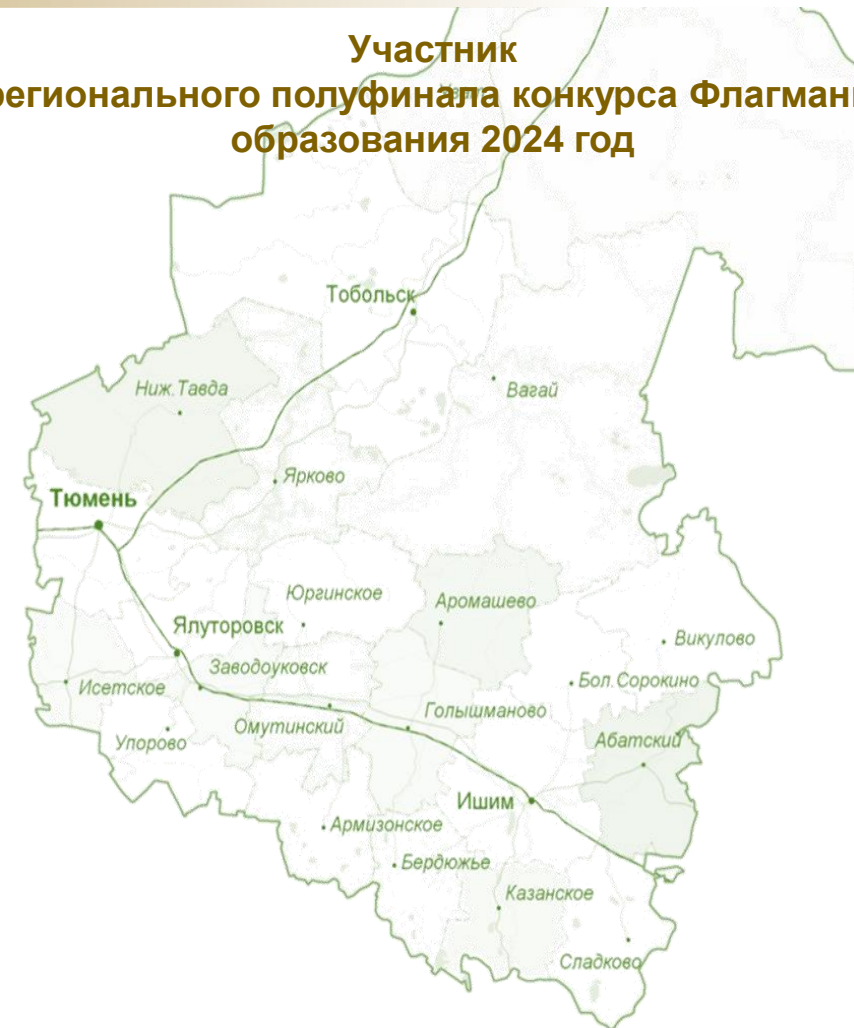 Участник
регионального полуфинала конкурса Флагман
образования 2024 год
Уват
Тобольск
Ниж.Тавда
Вагай
Ярково
Тюмень
Юргинское
Аромашево
Ялуторовск
Викулово
Заводоуковск
Исетское
Бол.Сорокино
Голышманово
Омутинский
Упорово
Абатский
Ишим
Армизонское
Бердюжье
Казанское
Сладково